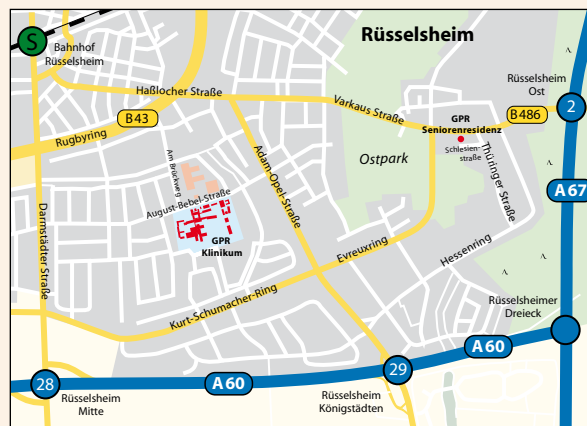 S
Bahnhof
Rüsselsheim
Rüsselsheim
Rüsselsheim
Ost
2
Haßlocher Straße
Varkaus Straße
GPR
Seniorenresidenz
B486
B43
Rugbyring
Schlesien-
straße
Ostpark
Thüringer Straße
Am Brückweg
Adam-Opel-Straße
A67
August-Bebel-Straße
Darmstädter Straße
GPR
Klinikum
Evreuxring
Hessenring
Rüsselsheimer
Dreieck
Kurt-Schumacher-Ring
A60
28
A60
29
Rüsselsheim
Mitte
Rüsselsheim
Königstädten